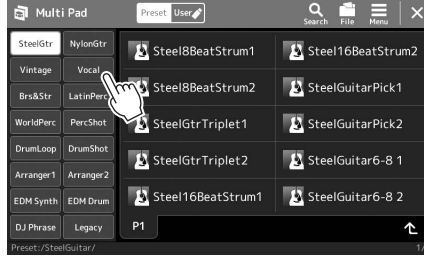 Multi Pad
Preset User
Search File Menu
SteelGtr NylonGtr
Vintage Vocal
Brs&Str LatinPerc
WorldPerc PercShot
DrumLoop DrumShot
Arranger1 Arranger2
EDM Synth EDM Drum
DJ Phrase Legacy
Steel8BeatStrum1 Steel16BeatStrum2
Steel8BeatStrum2 SteelGuitarPick1
SteelGtrTriplet1 SteelGuitarPick2
SteelGtrTriplet2 SteelGuitar6-8 1
Steel16BeatStrum1 SteelGuitar6-8 2
P1
Preset:/SteelGuitar/